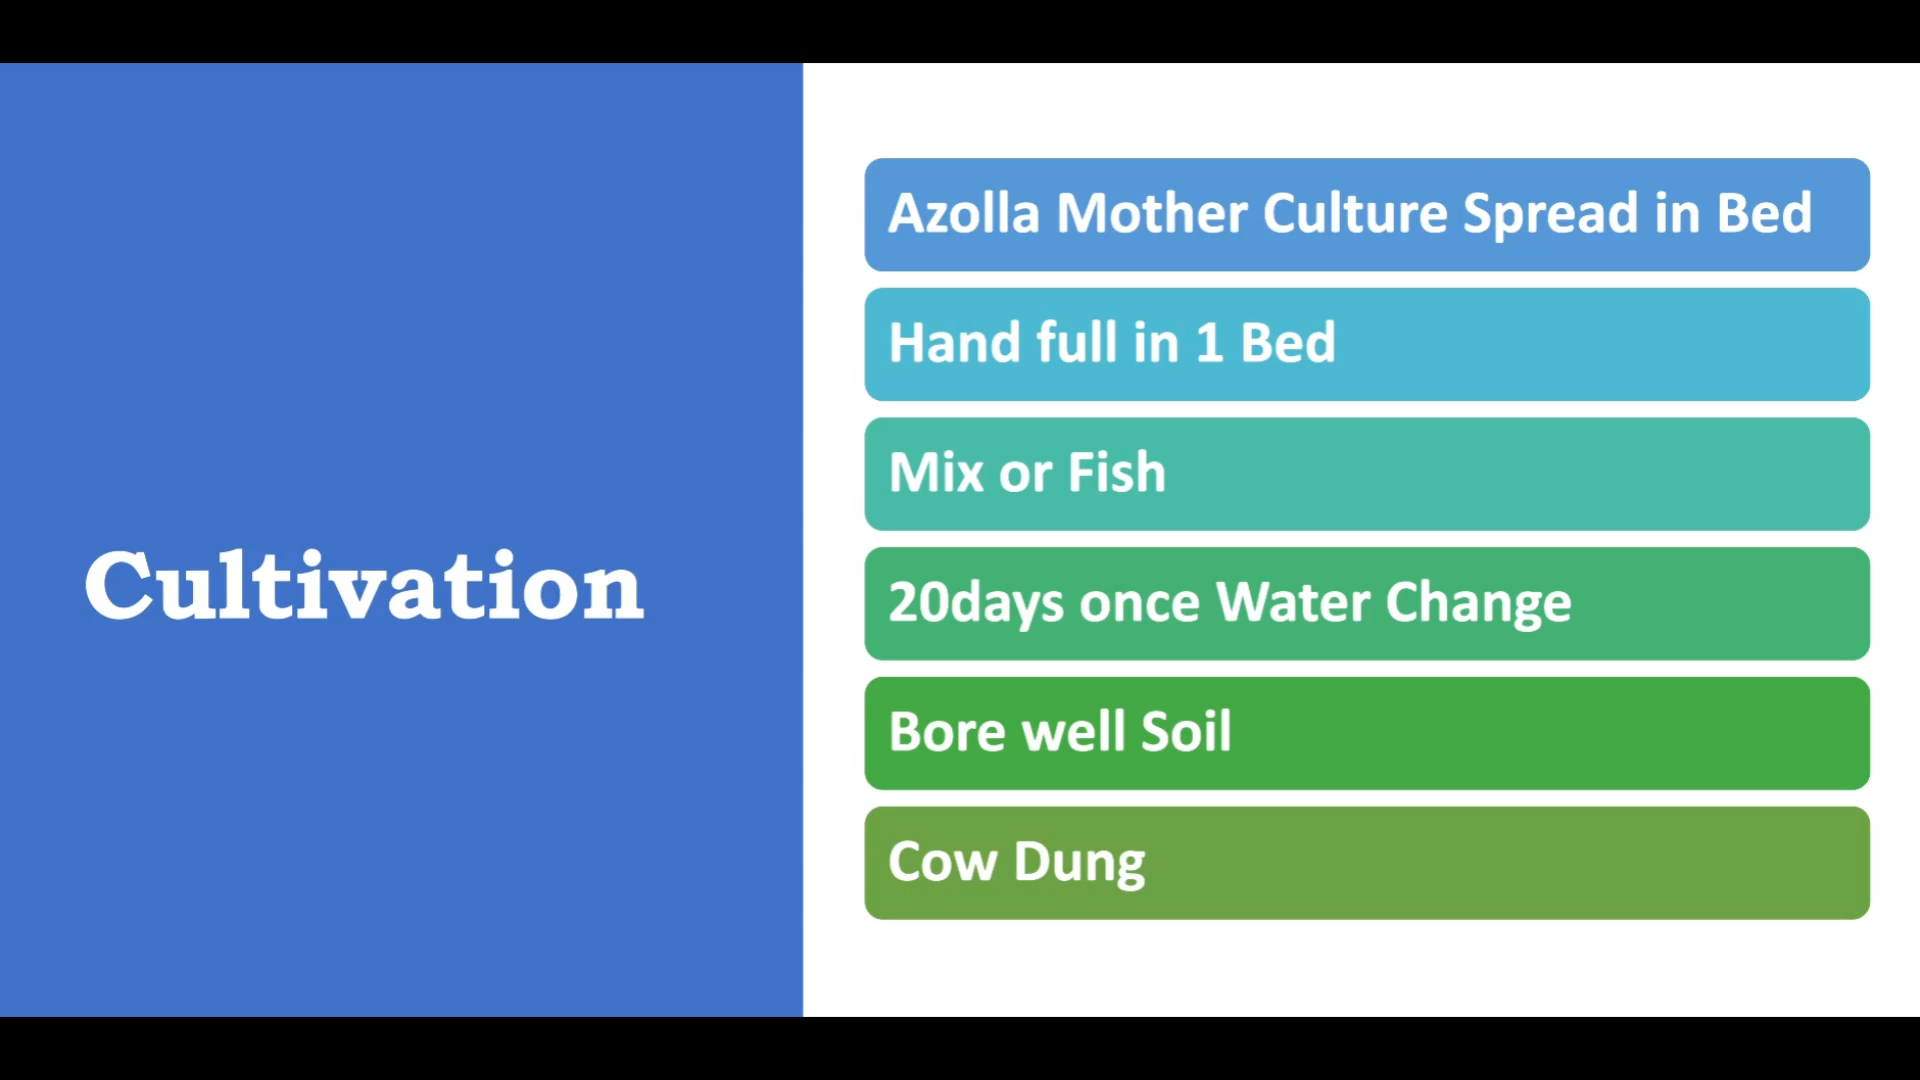 Cultivation
Azolla Mother Culture Spread in Bed
Hand full in 1 Bed
Mix or Fish
20days once Water Change
Bore well Soil
Cow Dung